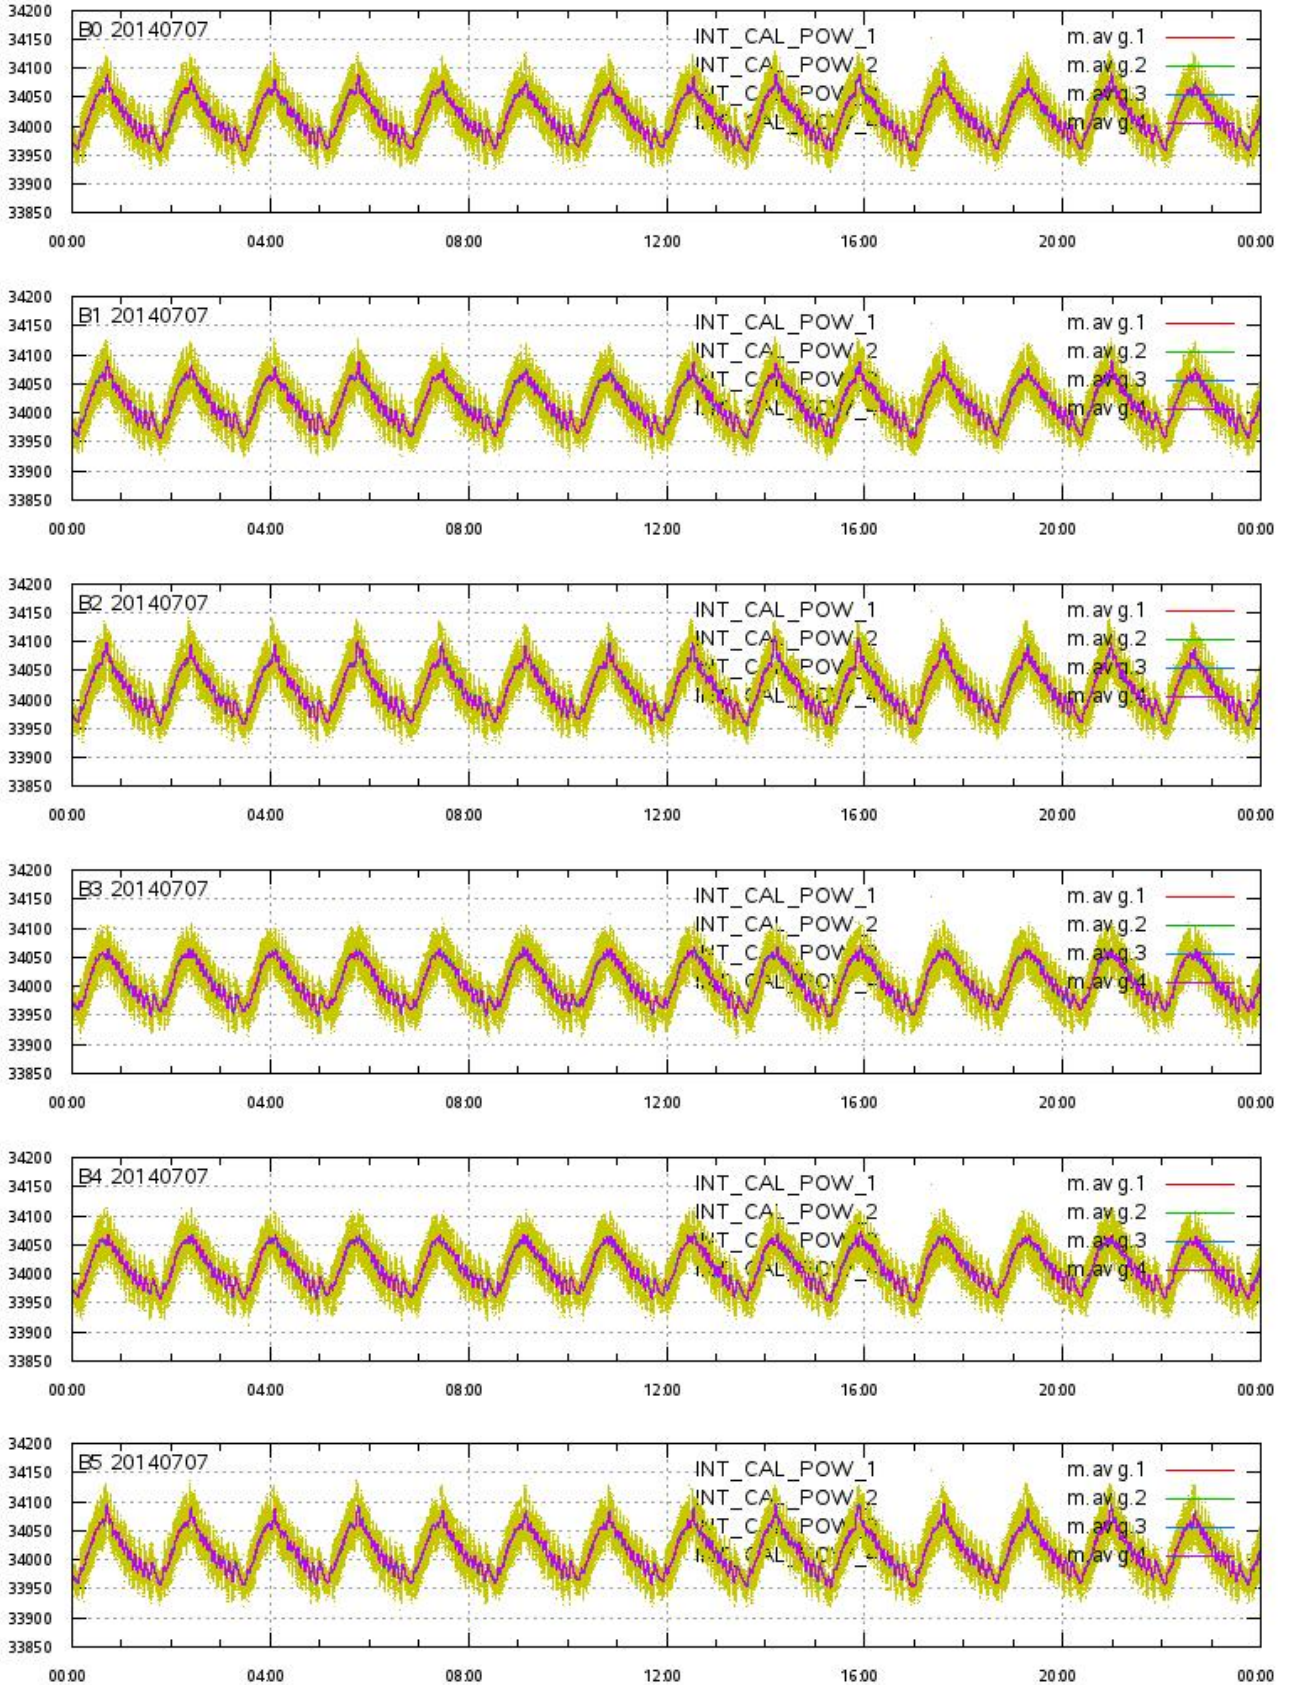 34200
B0 20140707 INT_CAL_POW_1 m.avg.1
34150
34100 INT_CAL_POW_2 m.avg.2
34050 m.avg.3
34000 m.avg.4
33950
33900
33850
00:00 04:00 08:00 12:00 16:00 20:00 00:00
34200
B1 20140707 INT_CAL_POW_1 m.avg.1
34150
34100 INT_CAL_POW_2 m.avg.2
34050 m.avg.3
34000 m.avg.4
33950
33900
33850
00:00 04:00 08:00 12:00 16:00 20:00 00:00
34200
B2 20140707 INT_CAL_POW_1 m.avg.1
34150
34100 INT_CAL_POW_2 m.avg.2
34050 m.avg.3
34000 m.avg.4
33950
33900
33850
00:00 04:00 08:00 12:00 16:00 20:00 00:00
34200
B3 20140707 INT_CAL_POW_1 m.avg.1
34150
34100 INT_CAL_POW_2 m.avg.2
34050 m.avg.3
34000 m.avg.4
33950
33900
33850
00:00 04:00 08:00 12:00 16:00 20:00 00:00
34200
B4 20140707 INT_CAL_POW_1 m.avg.1
34150
34100 INT_CAL_POW_2 m.avg.2
34050 m.avg.3
34000 m.avg.4
33950
33900
33850
00:00 04:00 08:00 12:00 16:00 20:00 00:00
34200
B5 20140707 INT_CAL_POW_1 m.avg.1
34150
34100 INT_CAL_POW_2 m.avg.2
34050 m.avg.3
34000 m.avg.4
33950
33900
33850
00:00 04:00 08:00 12:00 16:00 20:00 00:00